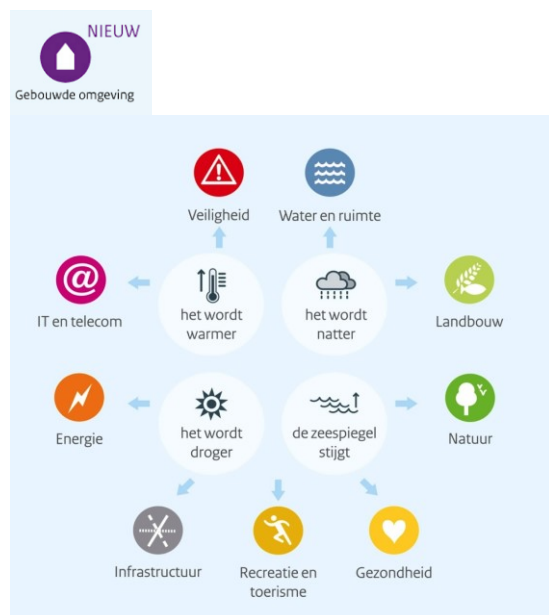 NIEUW
Gebouwde omgeving
Veiligheid
Water en ruimte
IT en telecom
het wordt
warmer
het wordt
natter
Landbouw
Energie
het wordt
droger
de zeespiegel
stijgt
Natuur
Infrastructuur
Recreatie en
toerisme
Gezondheid